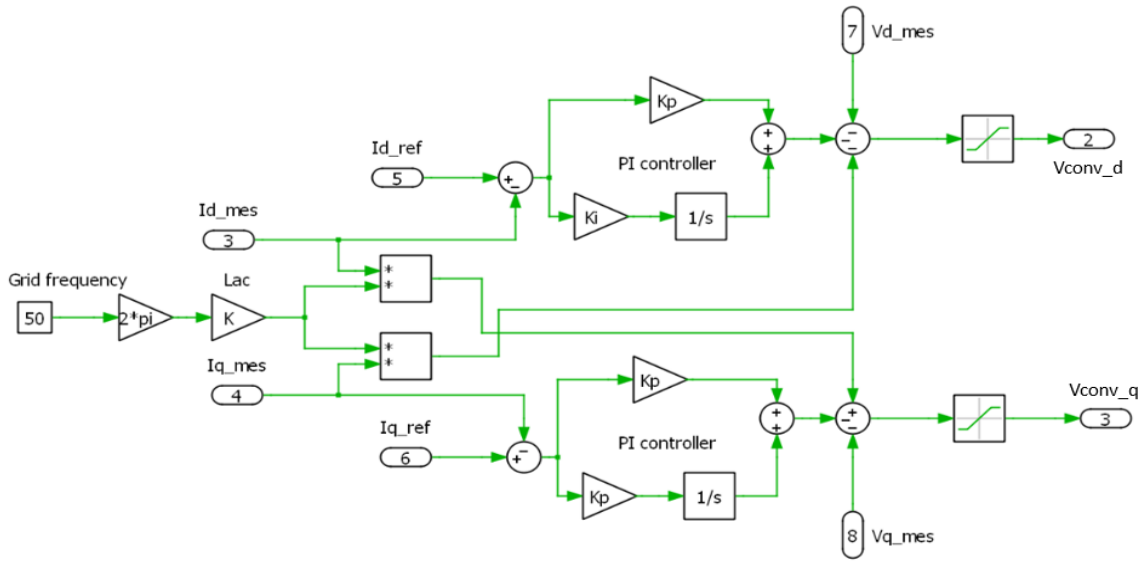 7
Vd_mes
Kp
Id_ref
5
+
−
PI controller
+
+
−
−
−
2
Vconv_d
Ki
1/s
Id_mes
3
Grid frequency
Lac
50
2*pi
K
*
*
*
*
Iq_mes
4
Iq_ref
6
−
+
Kp
PI controller
+
+
+
−
−
Vconv_q
3
Kp
1/s
8
Vq_mes